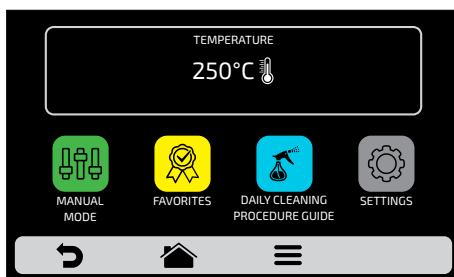 TEMPERATURE
250°C
MANUAL
MODE
FAVORITES
DAILY CLEANING
PROCEDURE GUIDE
SETTINGS